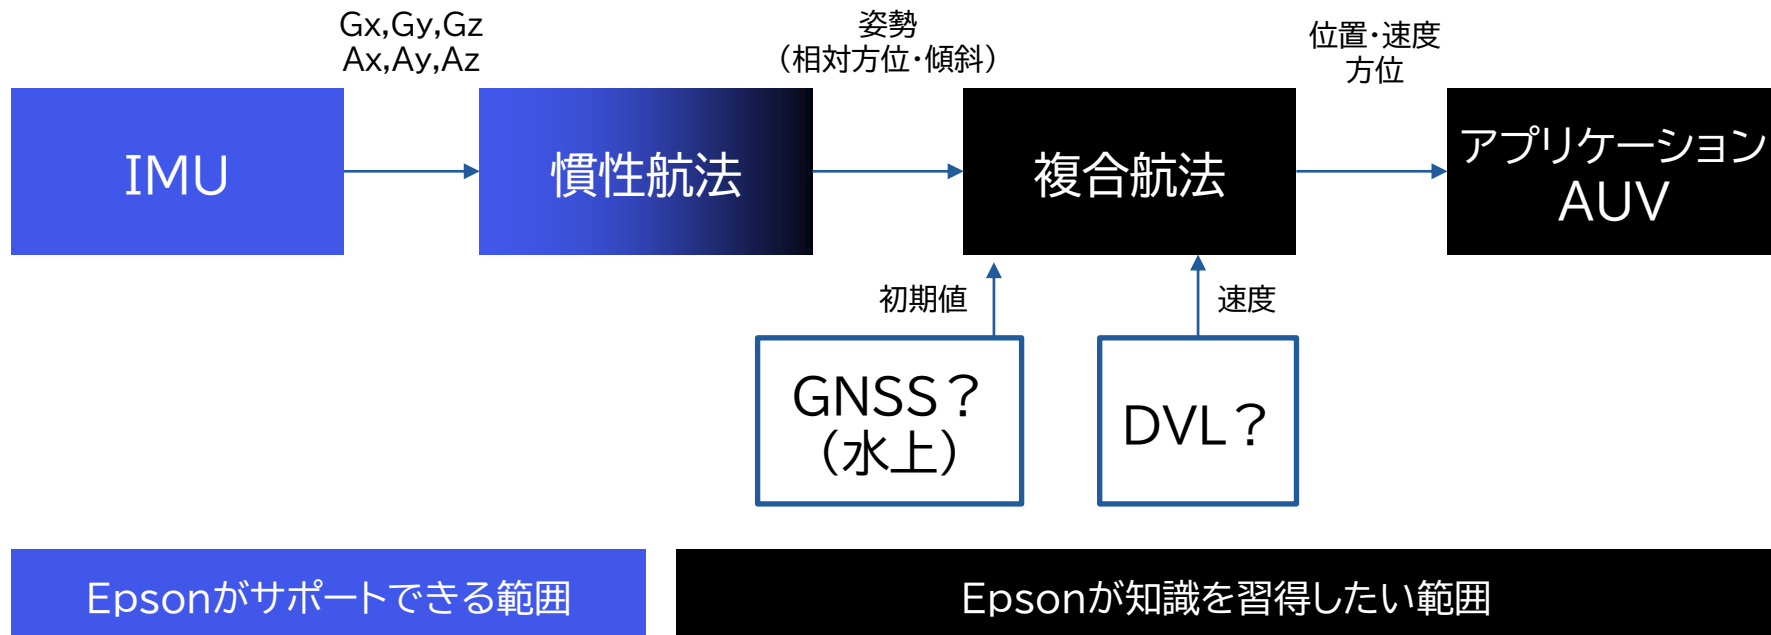 Gx,Gy,Gz
Ax,Ay,Az
姿勢
（相対方位・傾斜）
位置・速度
方位
IMU
慣性航法
複合航法
アプリケーション
AUV
初期値
速度
GNSS？
（水上）
DVL？
Epsonがサポートできる範囲
Epsonが知識を習得したい範囲